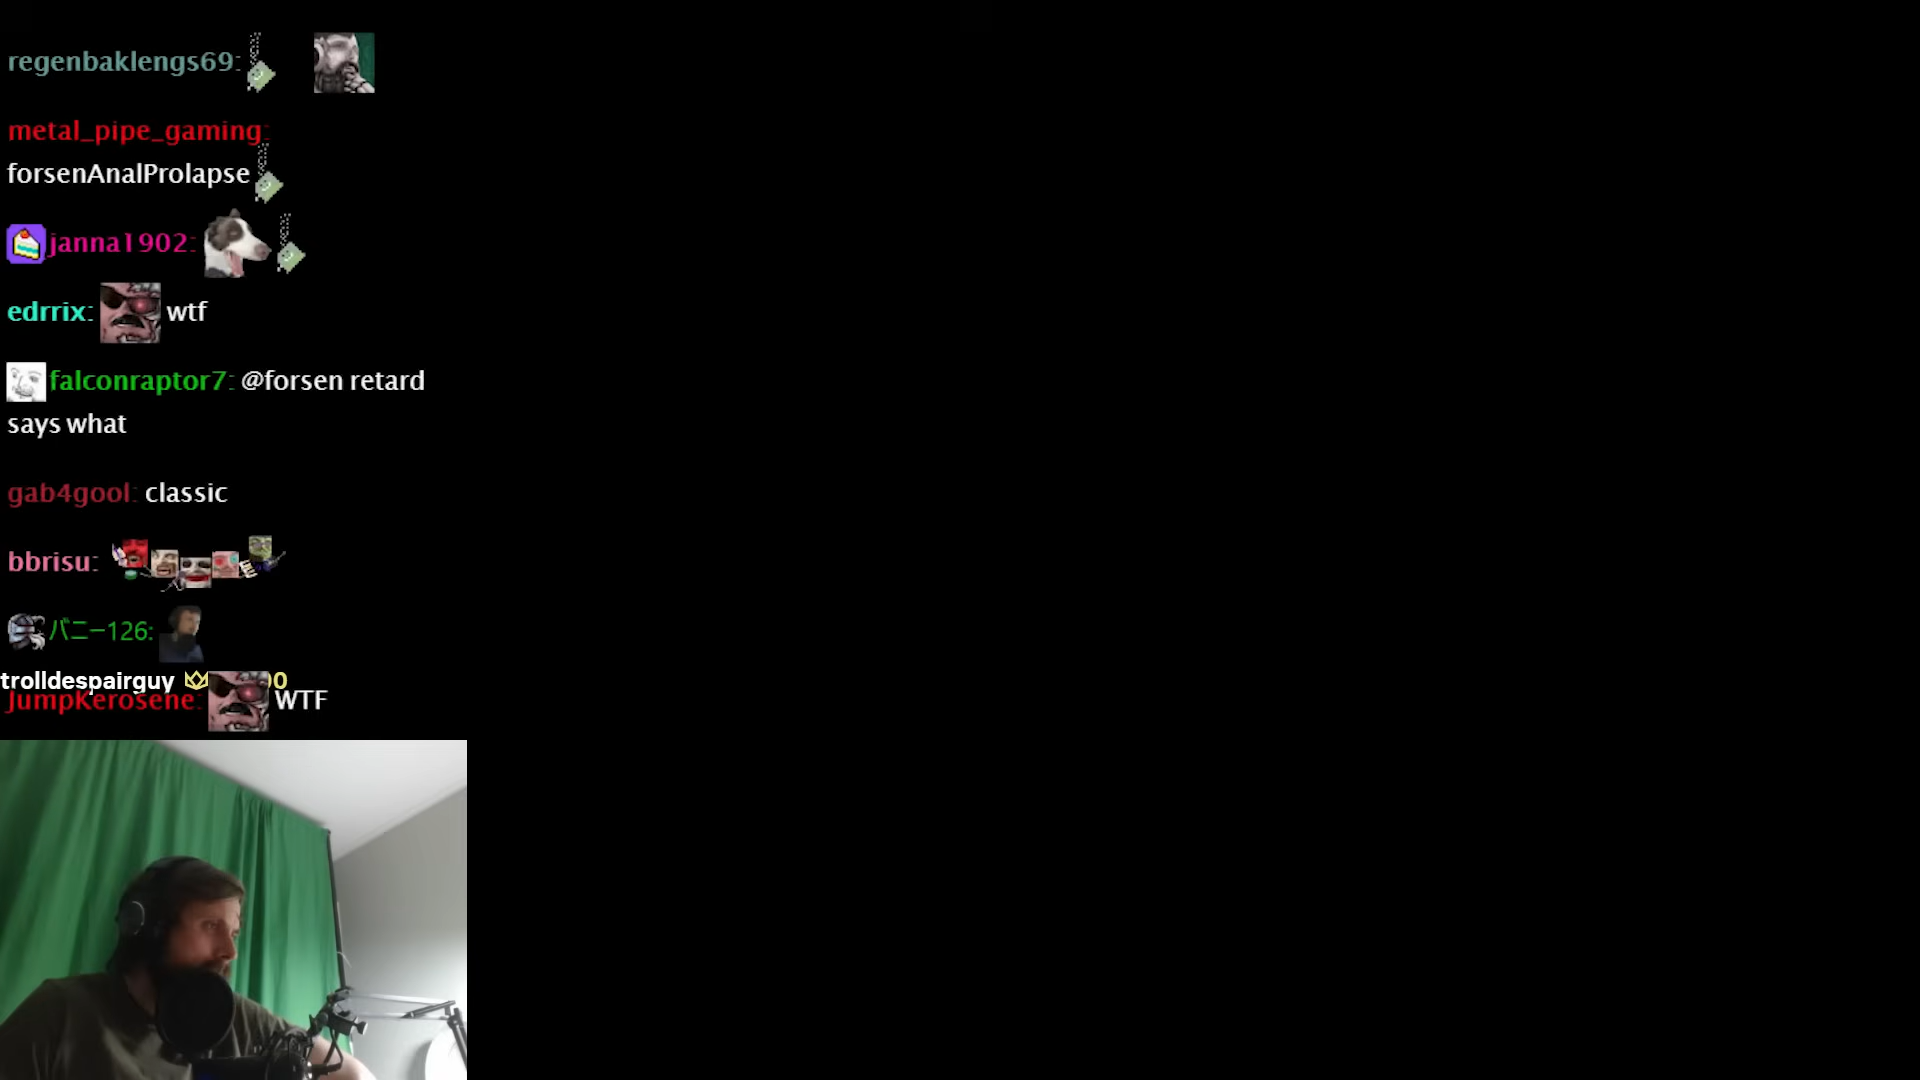 regenbaklengs69:
metal_pipe_gaming:
forsenAnalProlapse
janna1902:
edrrix: wtf
falconraptor7: @forsen retard
says what
gab4gool: classic
bbrisu:
バニー126:
trolldespairguy
JumpKerosene: WTF